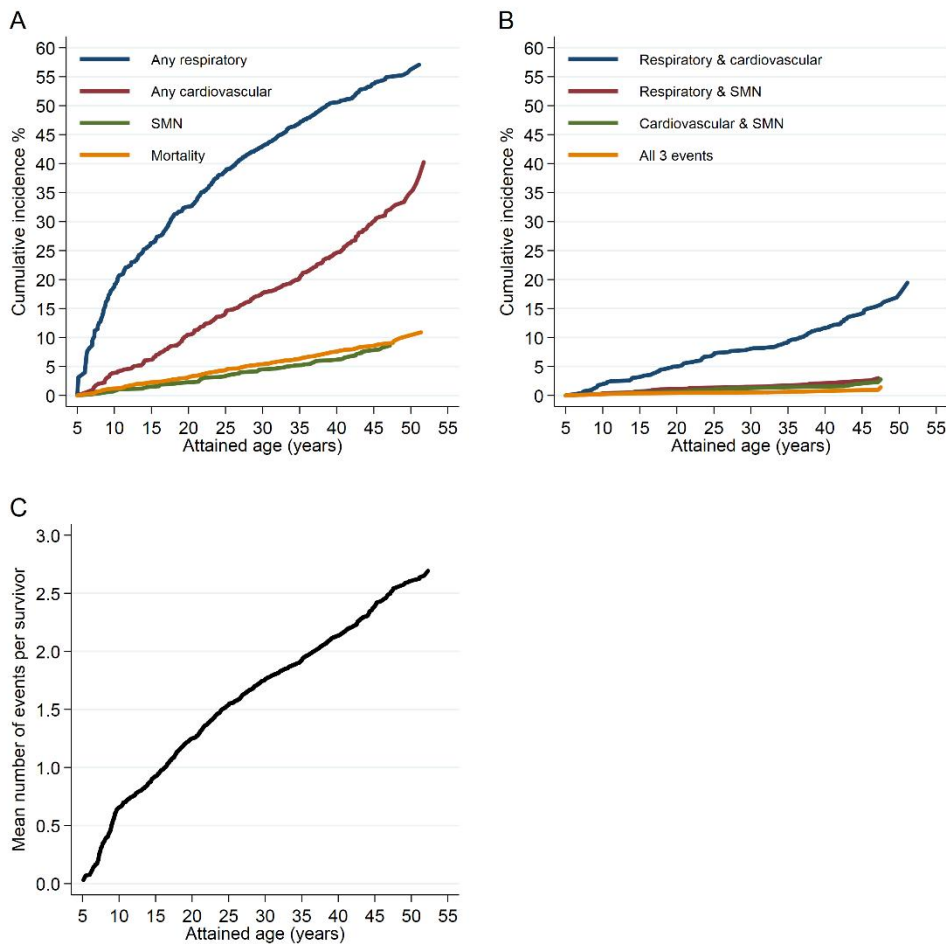 A
Cumulative incidence %
60
55
50
45
40
35
30
25
20
15
10
5
0
Any respiratory
Any cardiovascular
SMN
Mortality
5 10 15 20 25 30 35 40 45 50 55
Attained age (years)
B
Cumulative incidence %
60
55
50
45
40
35
30
25
20
15
10
5
0
Respiratory & cardiovascular
Respiratory & SMN
Cardiovascular & SMN
All 3 events
5 10 15 20 25 30 35 40 45 50 55
Attained age (years)
C
Mean number of events per survivor
3.0
2.5
2.0
1.5
1.0
0.5
0.0
5 10 15 20 25 30 35 40 45 50 55
Attained age (years)